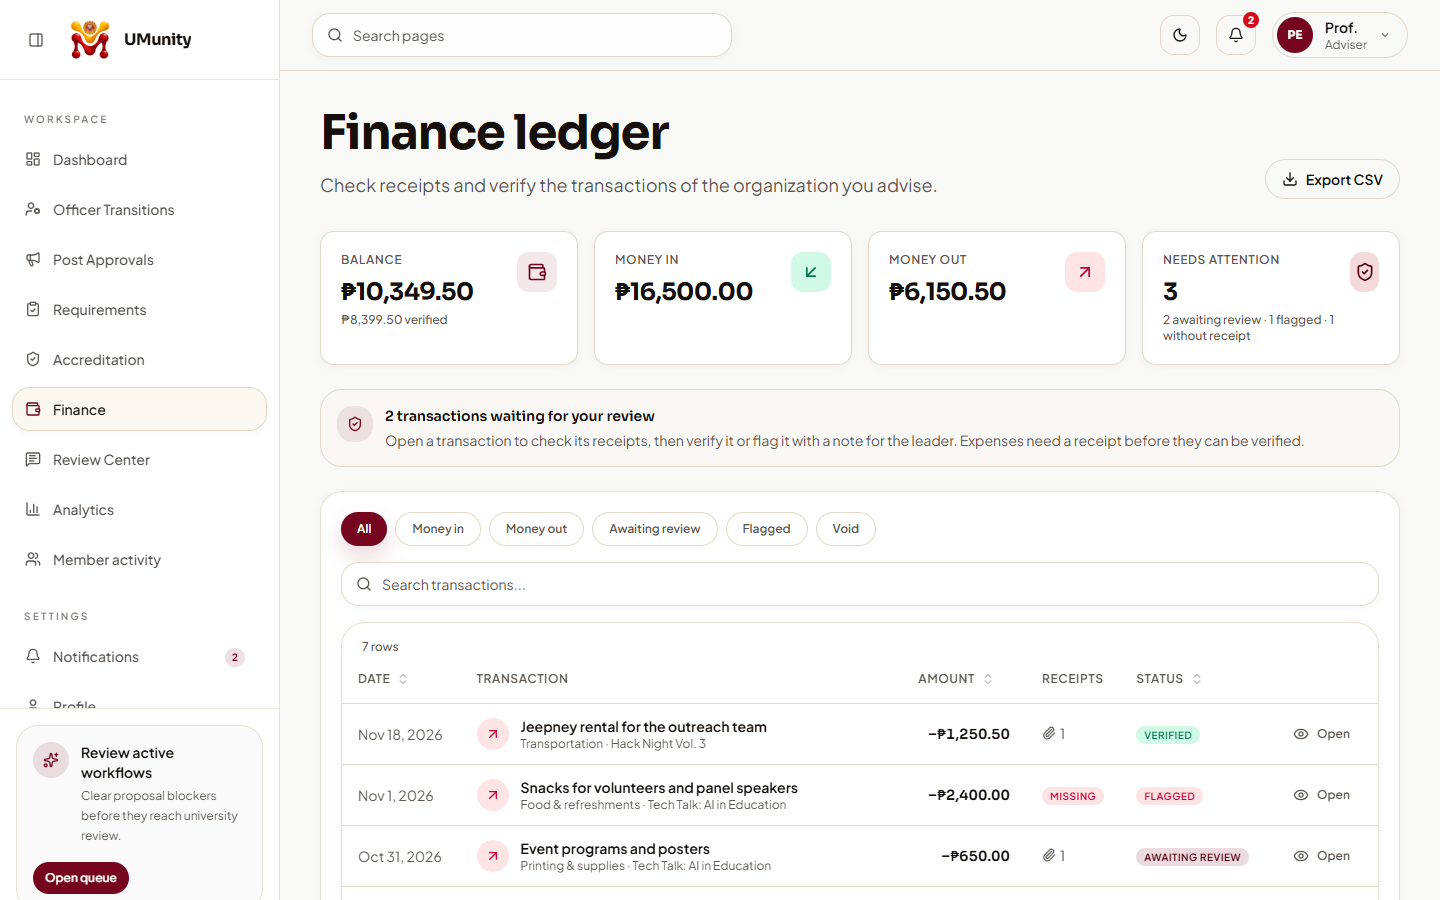 UMunity
Search pages
2
PE
Prof.
Adviser
WORKSPACE
Dashboard
Officer Transitions
Post Approvals
Requirements
Accreditation
Finance
Review Center
Analytics
Member activity
SETTINGS
Notifications
2
Profile
Review active
workflows
Clear proposal blockers
before they reach university
review.
Open queue
Finance ledger
Check receipts and verify the transactions of the organization you advise.
Export CSV
BALANCE
₱10,349.50
₱8,399.50 verified
MONEY IN
₱16,500.00
MONEY OUT
₱6,150.50
NEEDS ATTENTION
3
2 awaiting review · 1 flagged · 1
without receipt
2 transactions waiting for your review
Open a transaction to check its receipts, then verify it or flag it with a note for the leader. Expenses need a receipt before they can be verified.
All
Money in
Money out
Awaiting review
Flagged
Void
Search transactions...
7 rows
DATE
TRANSACTION
AMOUNT
RECEIPTS
STATUS
Nov 18, 2026
Jeepney rental for the outreach team
Transportation · Hack Night Vol. 3
−₱1,250.50
1
VERIFIED
Open
Nov 1, 2026
Snacks for volunteers and panel speakers
Food & refreshments · Tech Talk: AI in Education
−₱2,400.00
MISSING
FLAGGED
Open
Oct 31, 2026
Event programs and posters
Printing & supplies · Tech Talk: AI in Education
−₱650.00
1
AWAITING REVIEW
Open